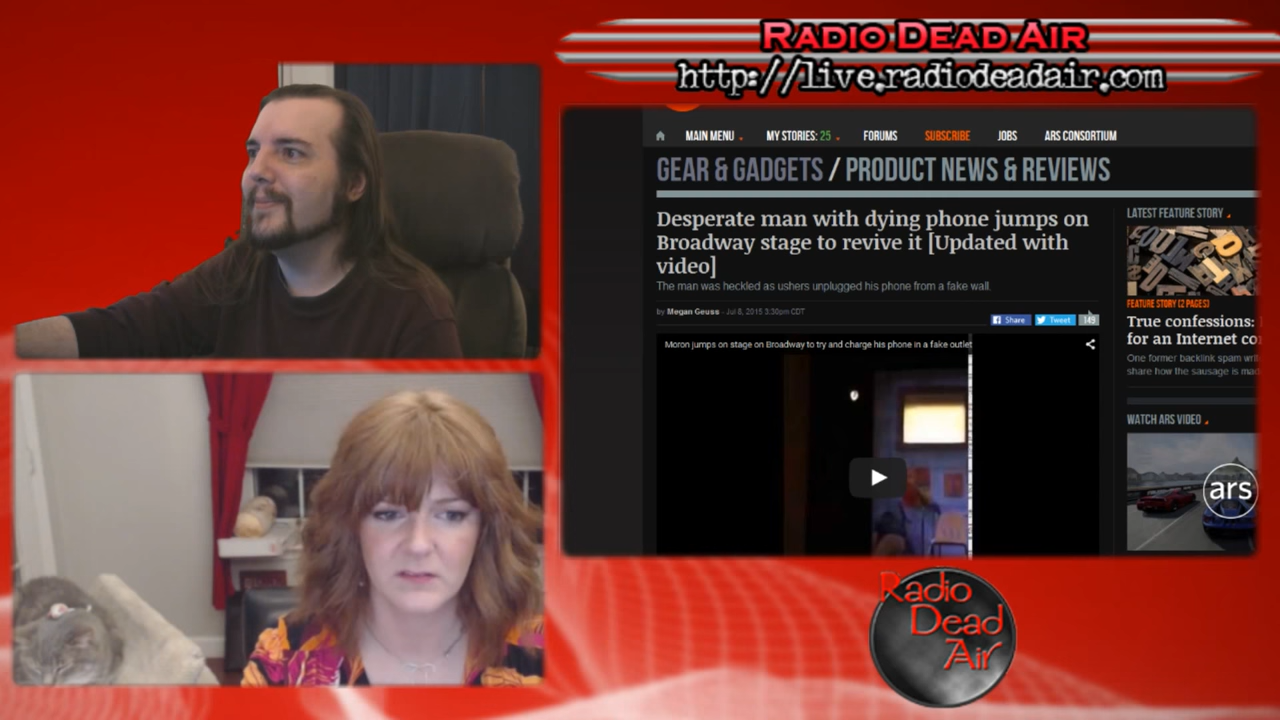 RADIO DEAD AIR
http://live.radiodeadair.com
MAIN MENU
MY STORIES: 25
FORUMS
SUBSCRIBE
JOBS
ARS CONSORTIUM
GEAR & GADGETS / PRODUCT NEWS & REVIEWS
Desperate man with dying phone jumps on
Broadway stage to revive it [Updated with
video]
The man was heckled as ushers unplugged his phone from a fake wall.
by Megan Geuss - Jul 8, 2015 3:30pm CDT
Share
Tweet
149
Moron jumps on stage on Broadway to try and charge his phone in a fake outlet
LATEST FEATURE STORY
FEATURE STORY (2 PAGES)
True confessions:
for an Internet co
One former backlink spam writ
share how the sausage is mad
WATCH ARS VIDEO
ars
Radio
Dead
Air